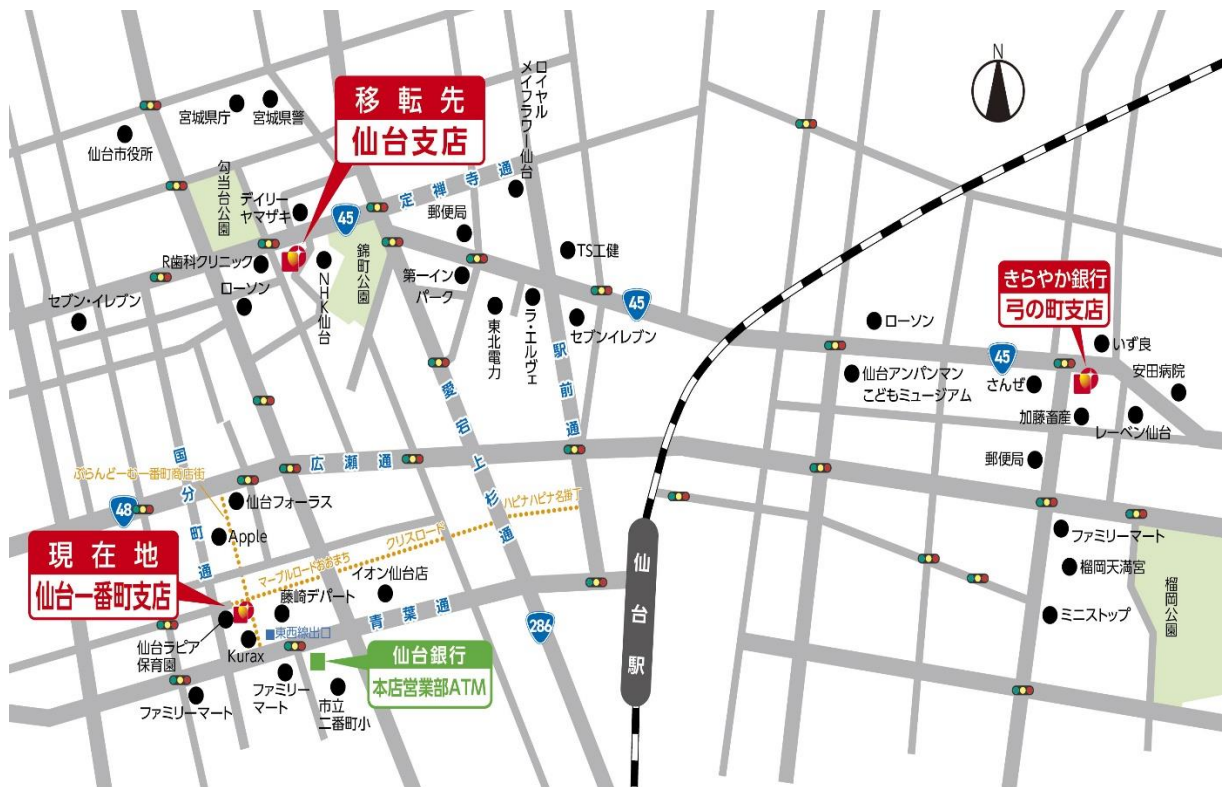 N
移転先
仙台支店
宮城県庁
宮城県警
仙台市役所
勾当台公園
デイリー
ヤマザキ
45
定禅寺通
ロイヤル
メイフラワー仙台
郵便局
TS工健
R歯科クリニック
ローソン
NHK仙台
錦町公園
第一イン
パーク
東北電力
ラ・エルヴェ
セブンイレブン
45
セブン・イレブン
きらやか銀行
弓の町支店
ローソン
45
いず良
安田病院
仙台アンパンマン
こどもミュージアム
さんぜ
加藤畜産
レーベン仙台
郵便局
愛宕上杉通
駅前通
国分町通
ぶらんどーむ一番町商店街
広瀬通
48
仙台フォーラス
Apple
ハピナハピナ名掛丁
クリスロード
マーブルロードおおまち
現在地
仙台一番町支店
藤崎デパート
イオン仙台店
青葉通
286
仙台駅
仙台ラピア
保育園
Kurax
東西線出口
仙台銀行
本店営業部ATM
ファミリーマート
ファミリー
マート
市立
二番町小
ファミリーマート
榴岡天満宮
ミニストップ
榴岡公園